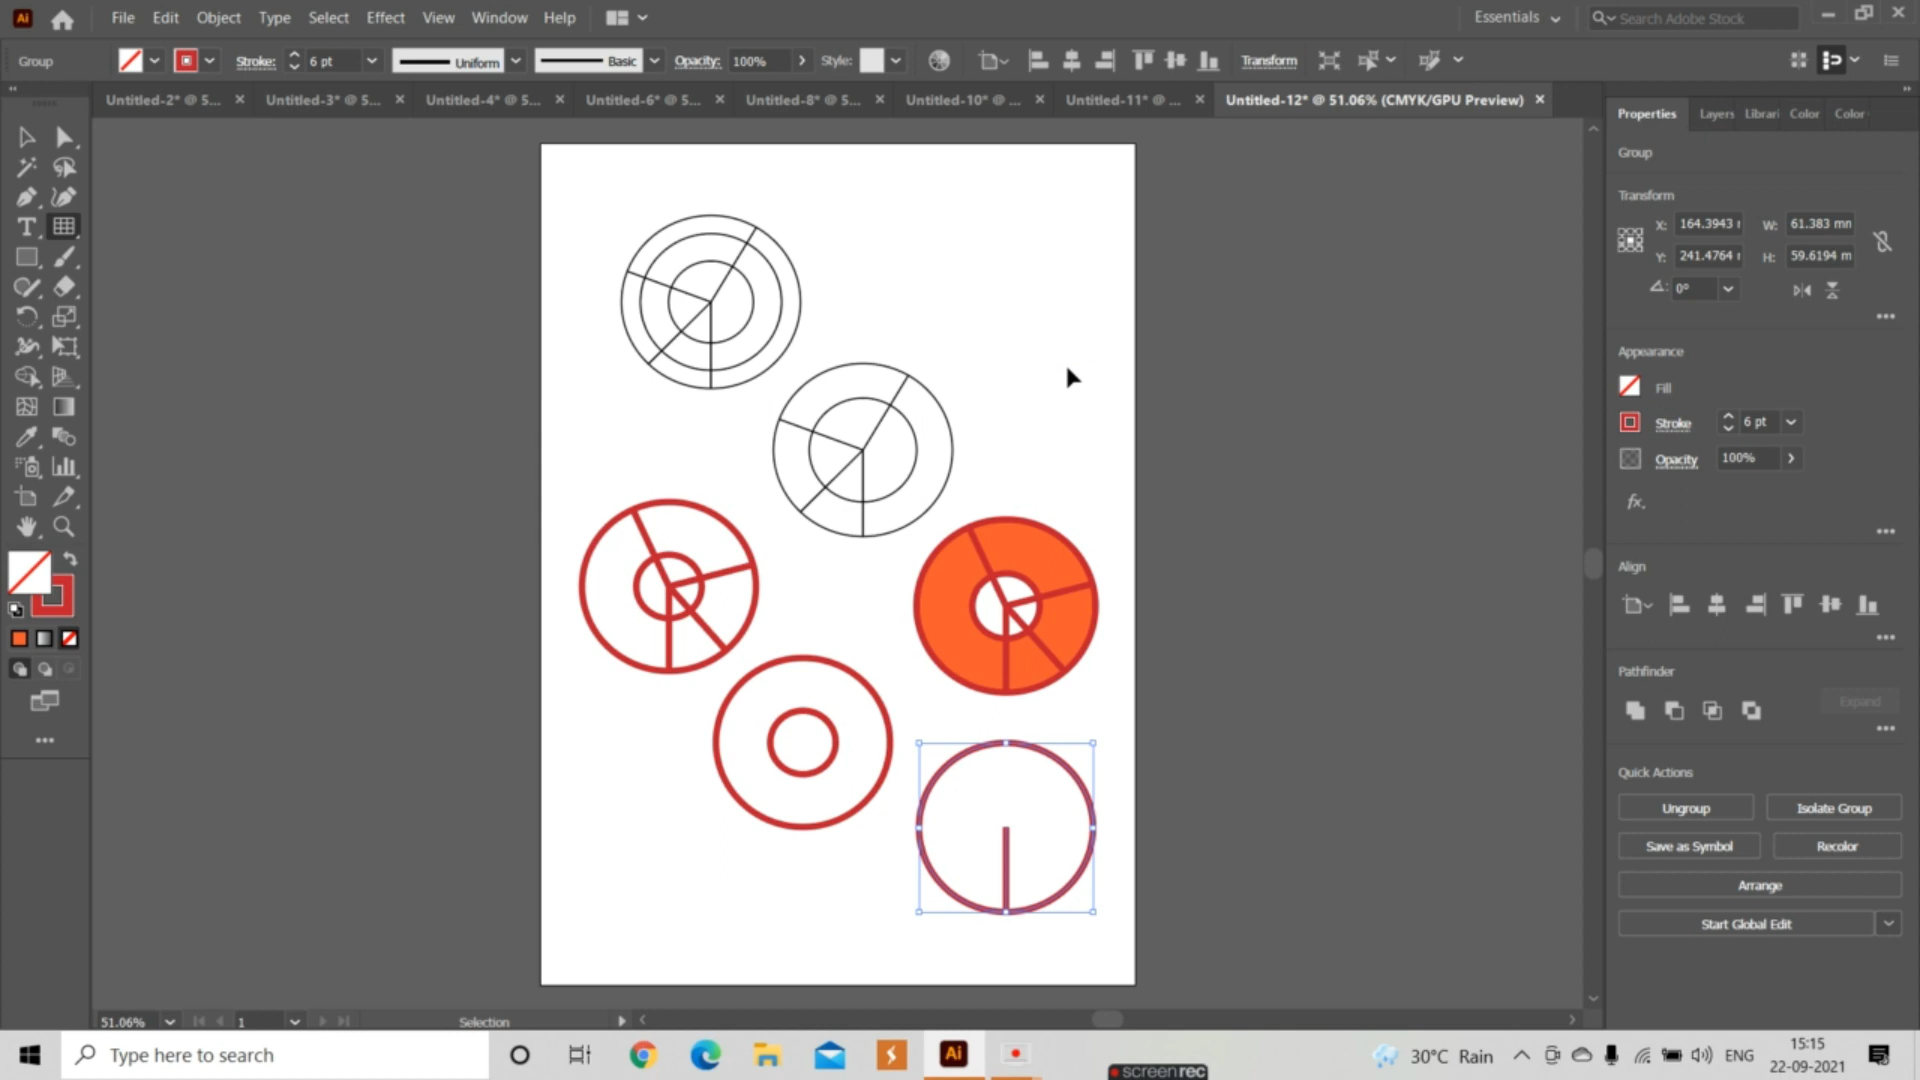 Ai File Edit Object Type Select Effect View Window Help Essentials Search Adobe Stock
Group Stroke: 6 pt Uniform Basic Opacity: 100% Style: Transform
Untitled-2* @ 5... Untitled-3* @ 5... Untitled-4* @ 5... Untitled-6* @ 5... Untitled-8* @ 5... Untitled-10* @ ... Untitled-11* @ ... Untitled-12* @ 51.06% (CMYK/GPU Preview)
Properties Layers Librari Color Color
Group
Transform
X: 164.3943 W: 61.383 mn
Y: 241.4764 H: 59.6194 m
0°
Appearance
Fill
Stroke 6 pt
Opacity 100%
fx.
Align
Pathfinder
Expand
Quick Actions
Ungroup Isolate Group
Save as Symbol Recolor
Arrange
Start Global Edit
51.06% 1 Selection
Type here to search Ai 30°C Rain ENG 15:15
22-09-2021
screenrec